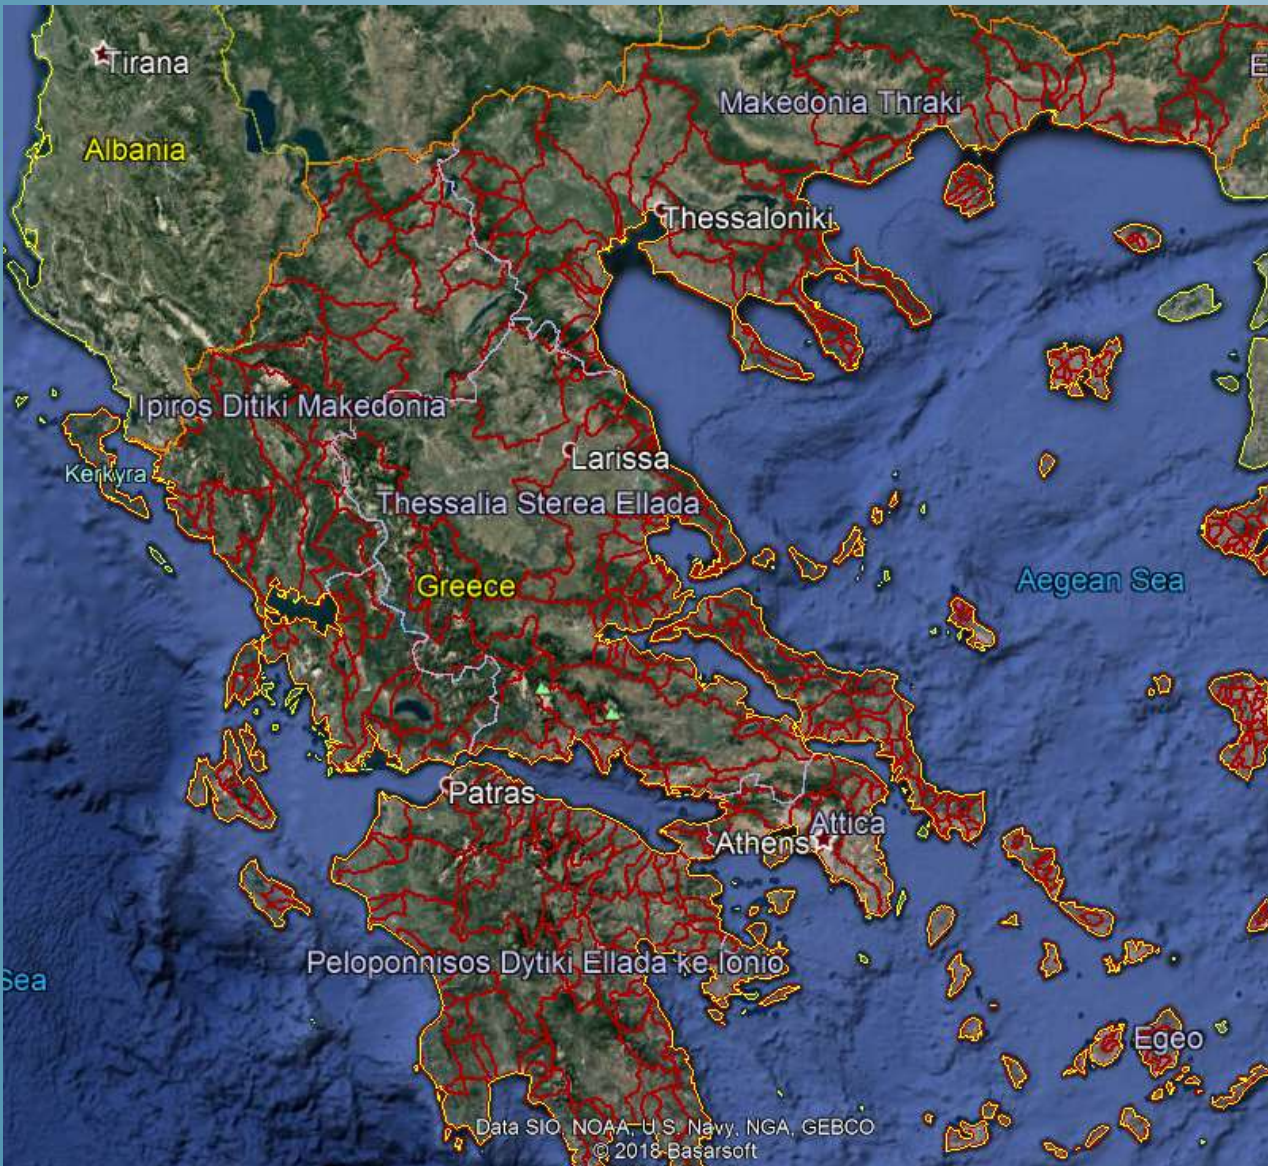 Tirana
E
Makedonia Thraki
Albania
Thessaloniki
Ipiros Ditiki Makedonia
Larissa
Kerkyra
Thessalia Sterea Ellada
Greece
Aegean Sea
Patras
Attica
Athens
Peloponnisos Dytiki Ellada ke Ionio
Sea
Egeo
Data SIO, NOAA, U.S. Navy, NGA, GEBCO
© 2018 Basarsoft